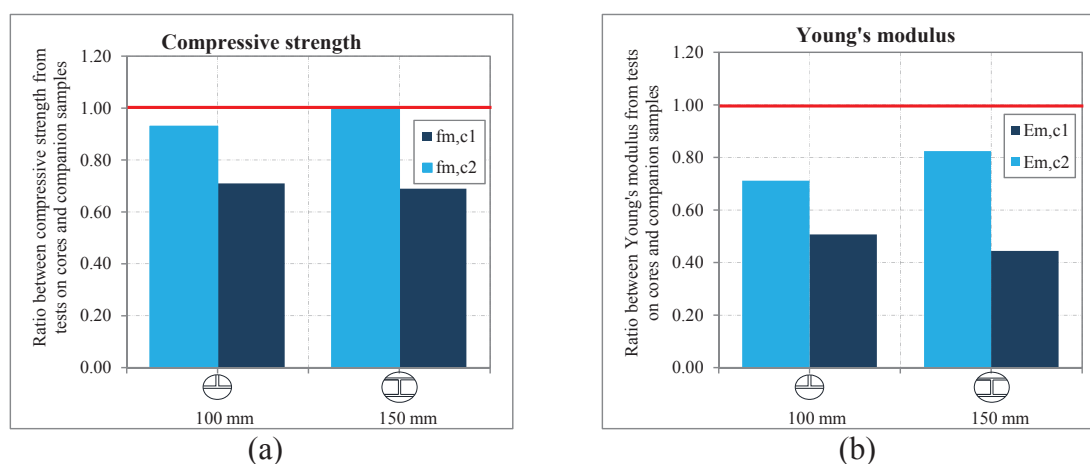 Compressive strength
Ratio between compressive strength from
tests on cores and companion samples
1.20
1.00
0.80
0.60
0.40
0.20
0.00
fm,c1
fm,c2
100 mm
150 mm
(a)
Young's modulus
Ratio between Young's modulus from tests
on cores and companion samples
1.20
1.00
0.80
0.60
0.40
0.20
0.00
Em,c1
Em,c2
100 mm
150 mm
(b)